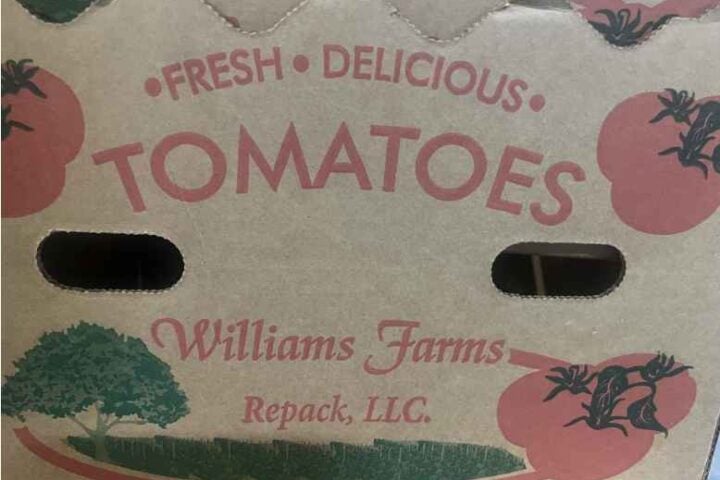 •FRESH• DELICIOUS•
TOMATOES
Williams Farms
Repack, LLC.